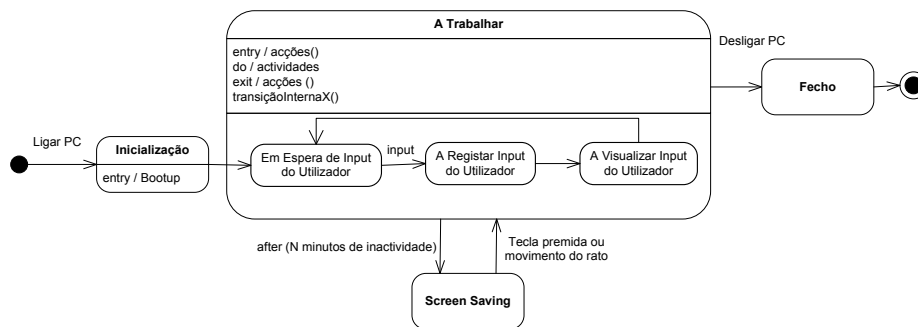 A Trabalhar
entry / acções()
do / actividades
exit / acções ()
transiçãoInternaX()
Desligar PC
Fecho
Ligar PC
Inicialização
entry / Bootup
Em Espera de Input
do Utilizador
input
A Registar Input
do Utilizador
A Visualizar Input
do Utilizador
after (N minutos de inactividade)
Tecla premida ou
movimento do rato
Screen Saving